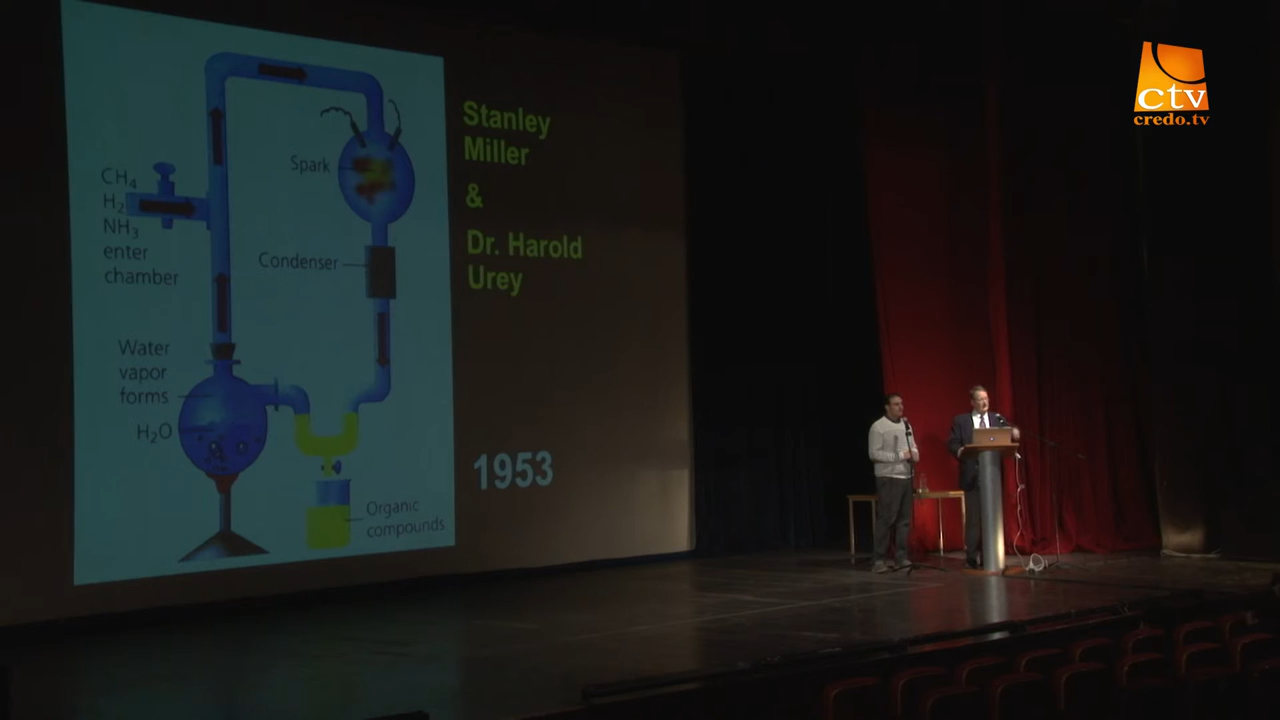 ctv
credo.tv
Stanley
Miller
&
Dr. Harold
Urey
1953
Spark
CH4
H2
NH3
enter
chamber
Condenser
Water
vapor
forms
H2O
Organic
compounds